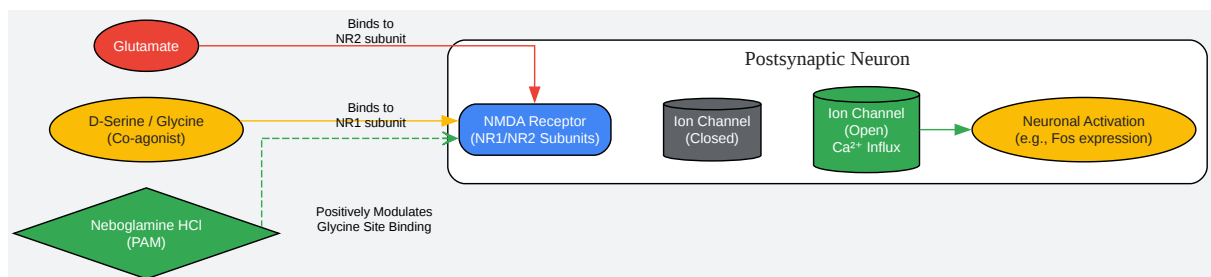 Glutamate
Binds to
NR2 subunit
Postsynaptic Neuron
D-Serine / Glycine
(Co-agonist)
Binds to
NR1 subunit
NMDA Receptor
(NR1/NR2 Subunits)
Ion Channel
(Closed)
Ion Channel
(Open)
Ca²⁺ Influx
Neuronal Activation
(e.g., Fos expression)
Neboglamine HCl
(PAM)
Positively Modulates
Glycine Site Binding